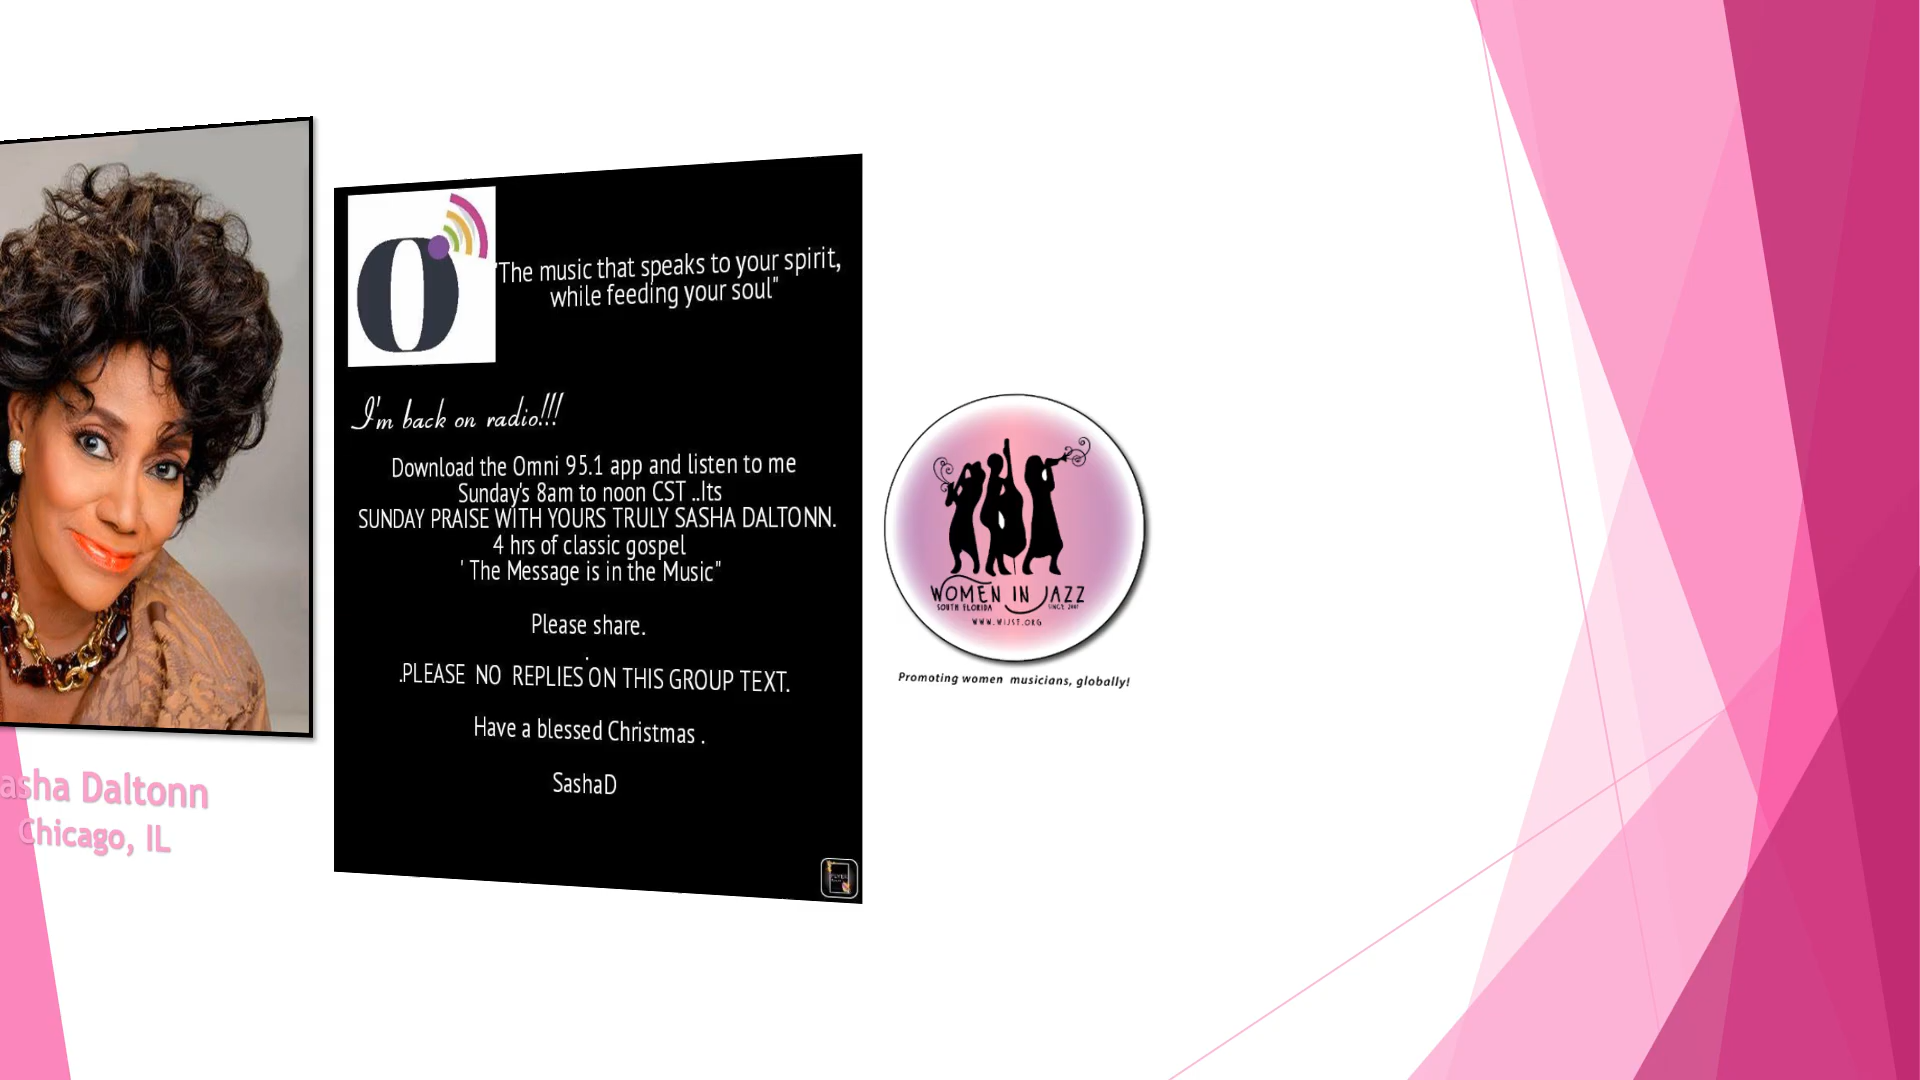 "The music that speaks to your spirit,
while feeding your soul"
I'm back on radio!!!
Download the Omni 95.1 app and listen to me
Sunday's 8am to noon CST ..Its
SUNDAY PRAISE WITH YOURS TRULY SASHA DALTONN.
4 hrs of classic gospel
' The Message is in the Music"
Please share.
.
.PLEASE NO REPLIES ON THIS GROUP TEXT.
Have a blessed Christmas .
SashaD
asha Daltonn
Chicago, IL
WOMEN IN JAZZ
SOUTH FLORIDA
SINCE 2007
WWW.WIJSF.ORG
Promoting women musicians, globally!